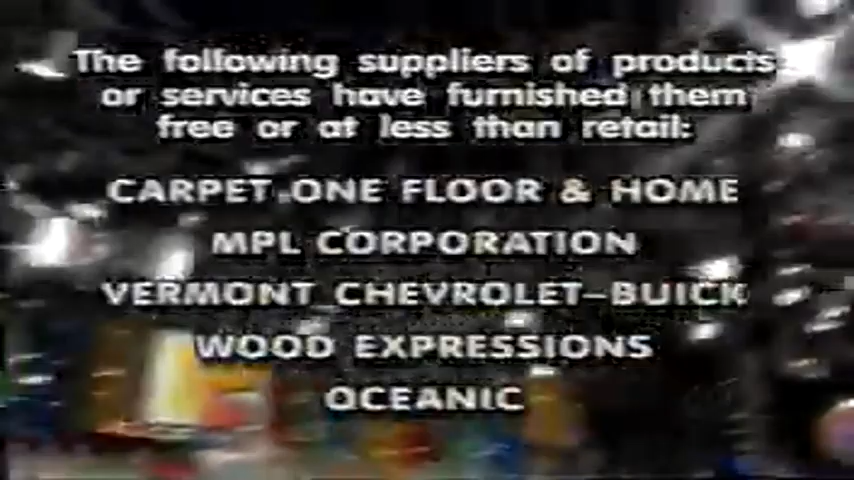 The following suppliers of products
or services have furnished them
free or at less than retail:
CARPET ONE FLOOR & HOME
MPL CORPORATION
VERMONT CHEVROLET-BUICK
WOOD EXPRESSIONS
OCEANIC